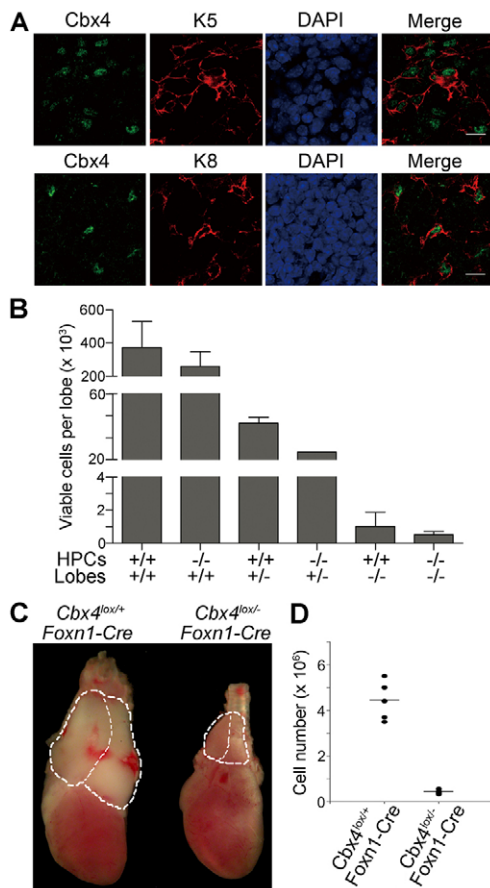 A
Cbx4 K5 DAPI Merge
Cbx4 K8 DAPI Merge
B
Viable cells per lobe (x 10³)
600
400
200
60
20
4
2
0
HPCs +/+ -/- +/+ -/- +/+ -/-
Lobes +/+ +/+ +/- +/- -/- -/-
C
Cbx4lox/+ Cbx4lox/-
Foxn1-Cre Foxn1-Cre
D
Cell number (x 10⁶)
6
4
2
0
Cbx4lox/+
Foxn1-Cre
Cbx4lox/-
Foxn1-Cre